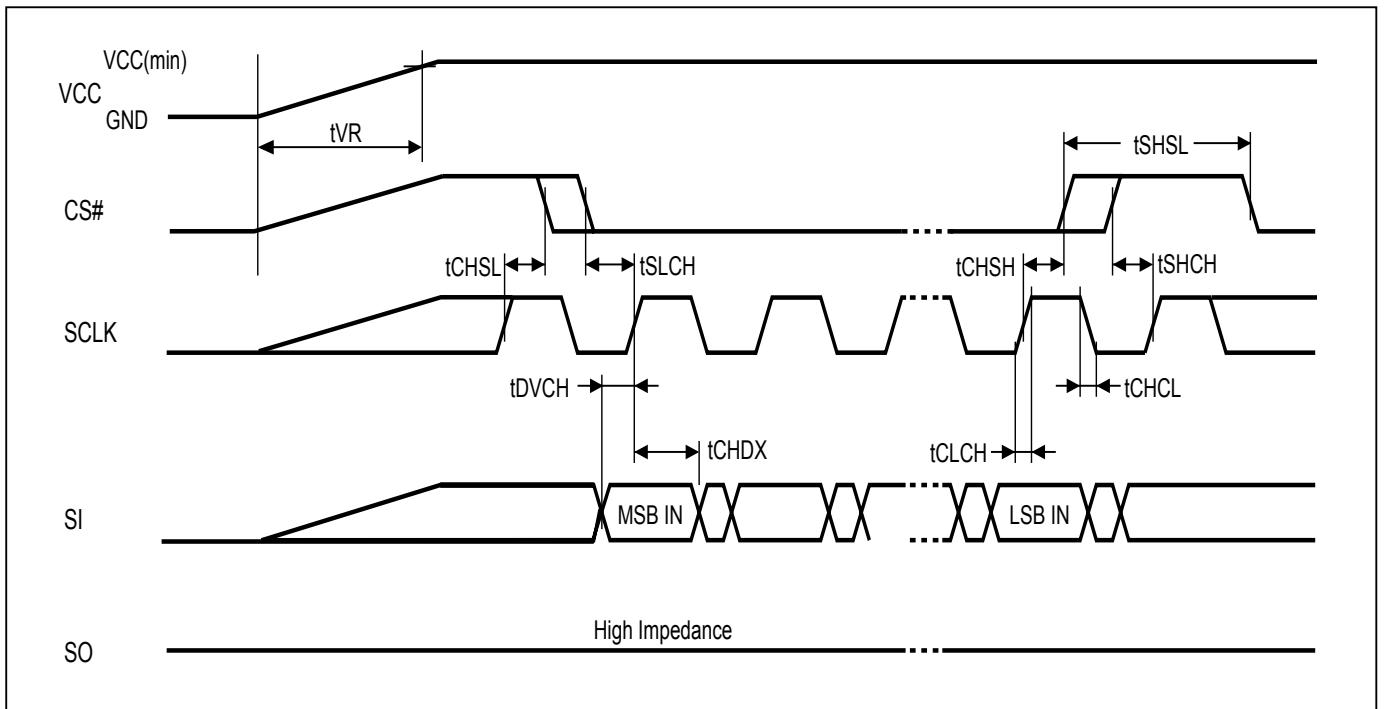 VCC(min)
VCC
GND
tVR
tSHSL
CS#
tCHSL
tSLCH
tCHSH
tSHCH
SCLK
tDVCH
tCHCL
tCHDX
tCLCH
SI
MSB IN
LSB IN
High Impedance
SO